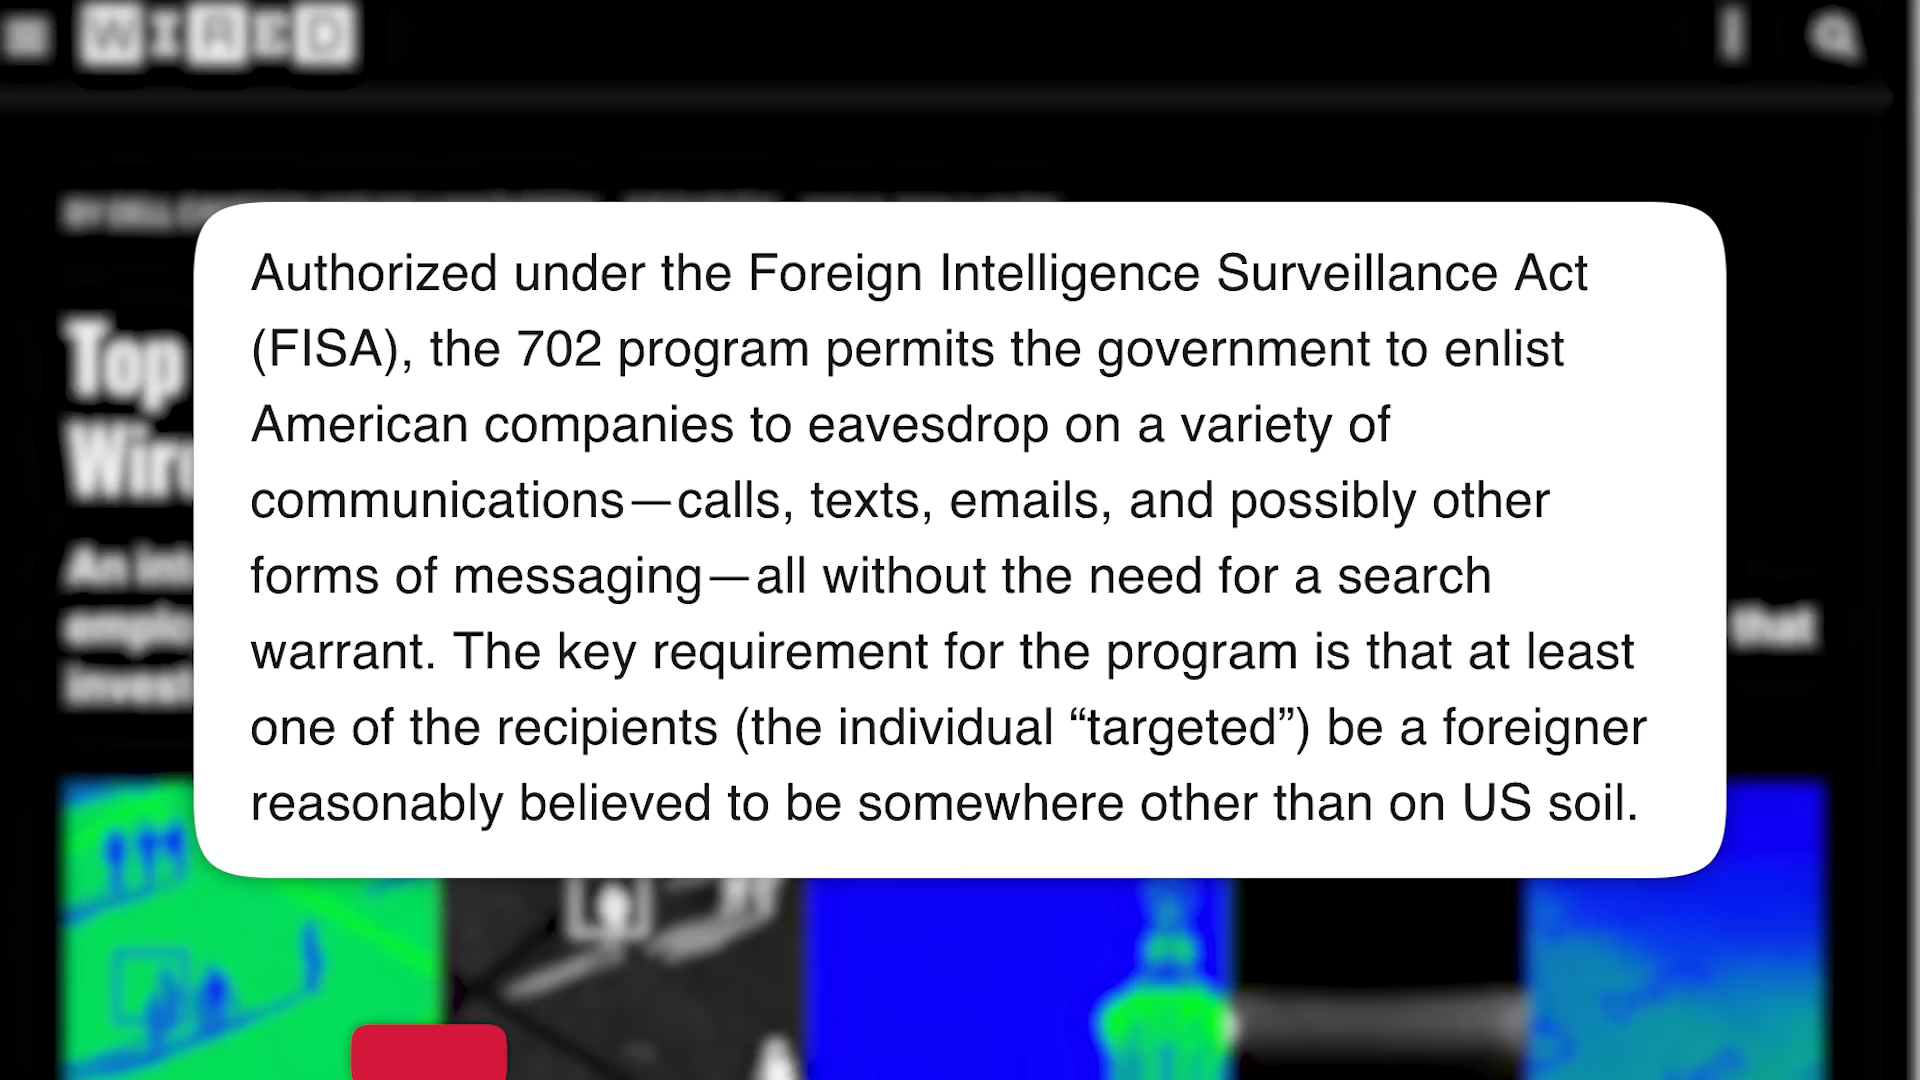 WIRED
Authorized under the Foreign Intelligence Surveillance Act
(FISA), the 702 program permits the government to enlist
American companies to eavesdrop on a variety of
communications—calls, texts, emails, and possibly other
forms of messaging—all without the need for a search
warrant. The key requirement for the program is that at least
one of the recipients (the individual “targeted”) be a foreigner
reasonably believed to be somewhere other than on US soil.
Top
An
that